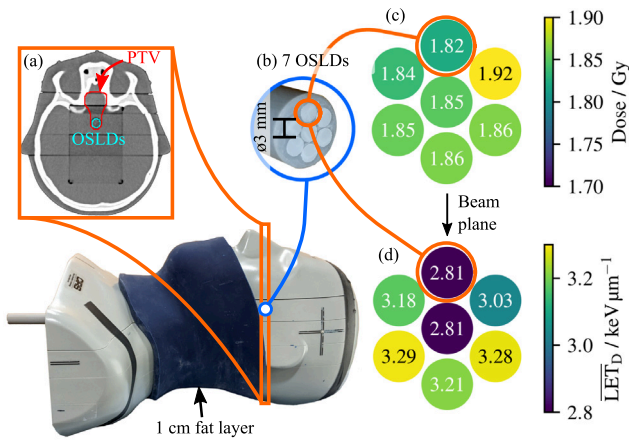 (a)
PTV
OSLDs
(b) 7 OSLDs
ø3 mm
(c)
1.82
1.84
1.92
1.85
1.85
1.86
1.86
1.90
1.85
1.80
1.75
1.70
Dose / Gy
Beam
plane
(d)
2.81
3.18
3.03
2.81
3.29
3.28
3.21
3.2
3.0
2.8
LET_D / keV μm⁻¹
1 cm fat layer